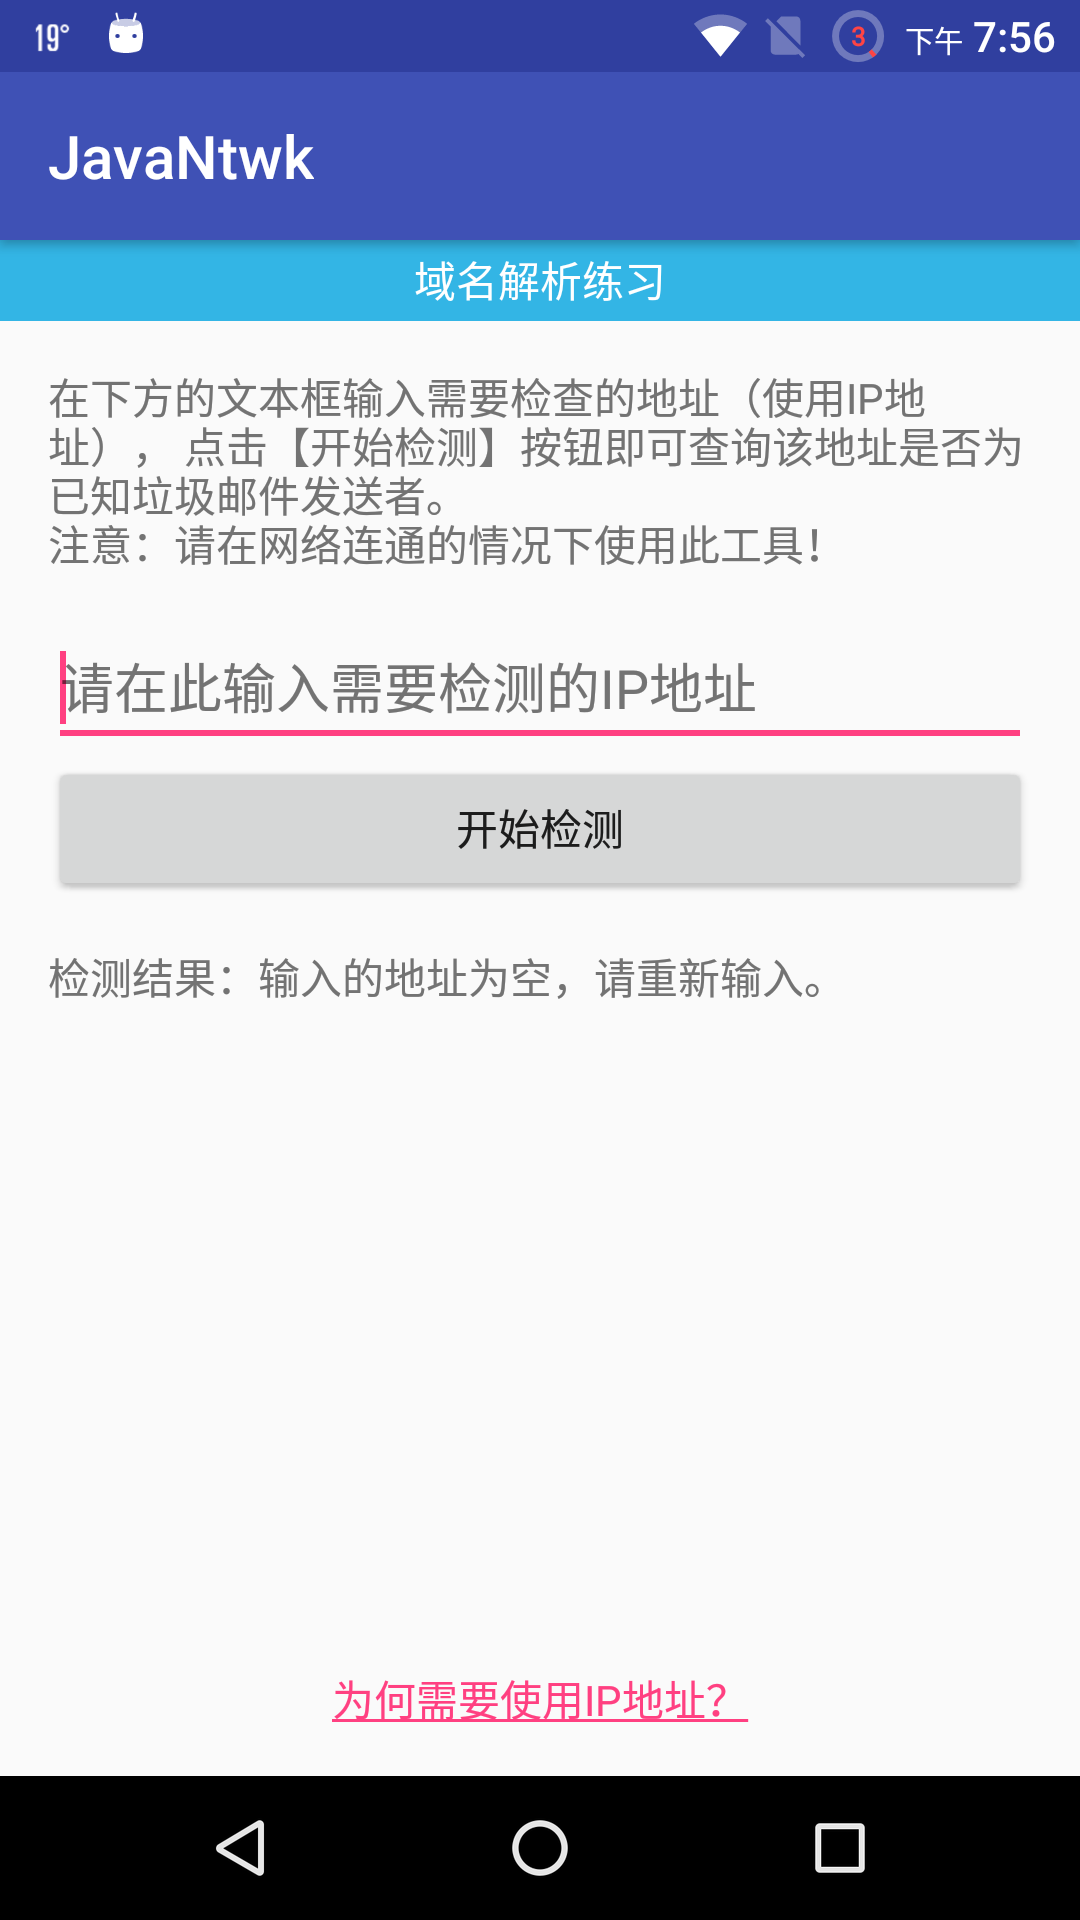 19°
3
下午 7:56
JavaNtwk
域名解析练习
在下方的文本框输入需要检查的地址（使用IP地
址）， 点击【开始检测】按钮即可查询该地址是否为
已知垃圾邮件发送者。
注意：请在网络连通的情况下使用此工具！
请在此输入需要检测的IP地址
开始检测
检测结果：输入的地址为空，请重新输入。
为何需要使用IP地址？